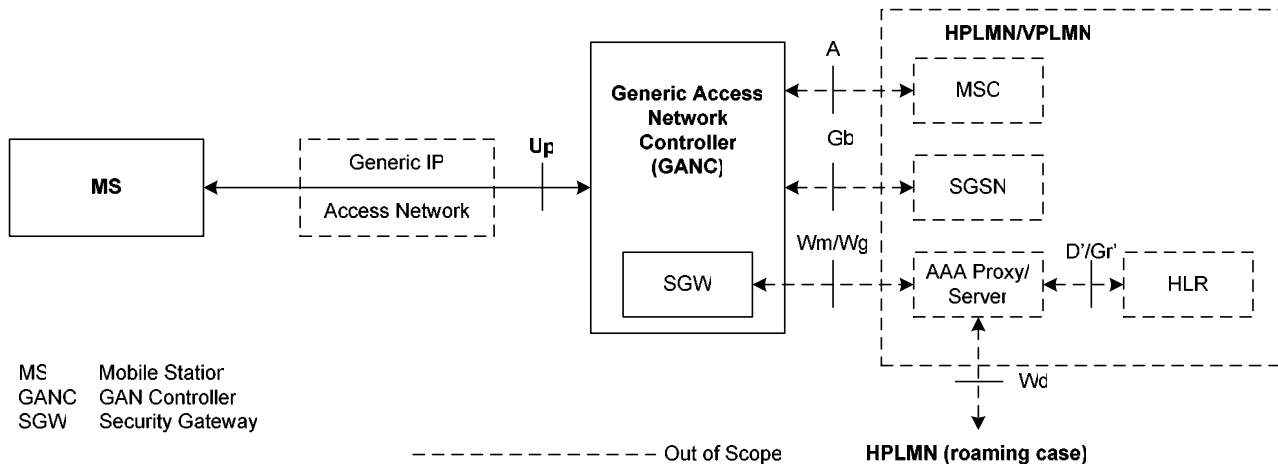 HPLMN/VPLMN
A
MSC
Generic Access
Network
Controller
(GANC)
Gb
Up
Generic IP
Access Network
MS
SGSN
Wm/Wg
D'/Gr'
SGW
AAA Proxy/
Server
HLR
MS Mobile Station
GANC GAN Controller
SGW Security Gateway
Wd
Out of Scope
HPLMN (roaming case)